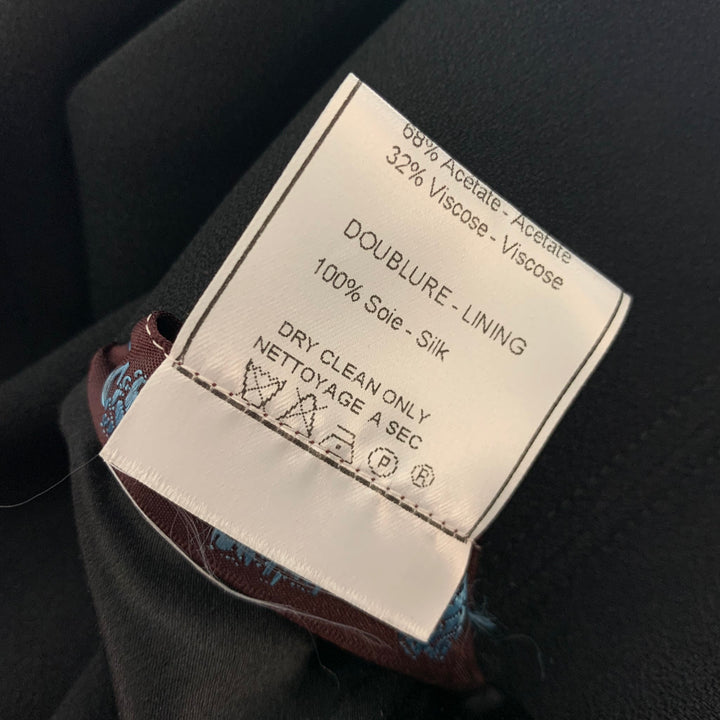 68% Acetate - Acetate
32% Viscose - Viscose
DOUBLURE - LINING
100% Soie - Silk
DRY CLEAN ONLY
NETTOYAGE A SEC
P R